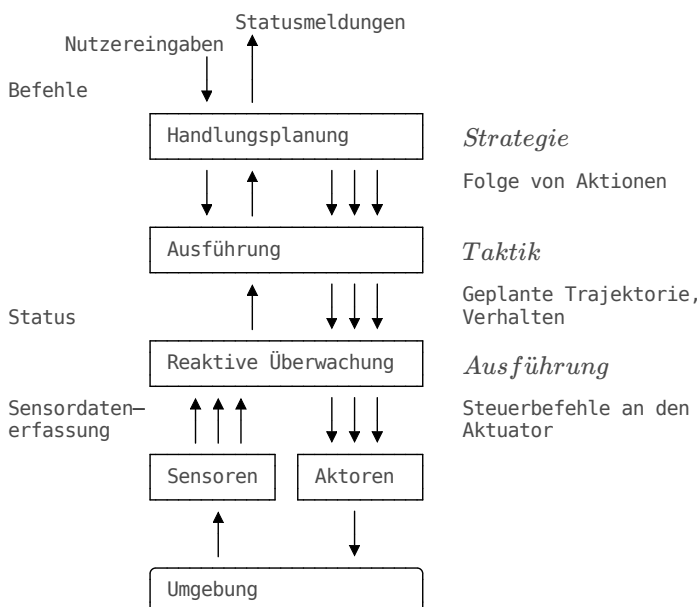 Statusmeldungen
Nutzereingaben
Befehle
Handlungsplanung
Strategie
Folge von Aktionen
Ausführung
Taktik
Geplante Trajektorie,
Verhalten
Status
Reaktive Überwachung
Ausführung
Sensordaten–
erfassung
Steuerbefehle an den
Aktuator
Sensoren
Aktoren
Umgebung